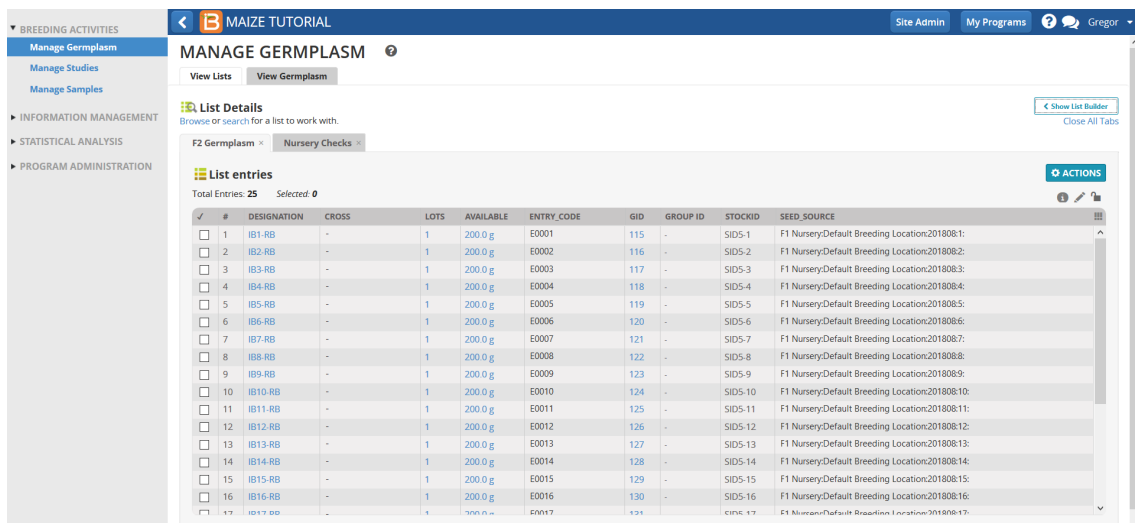 BREEDING ACTIVITIES
Manage Germplasm
Manage Studies
Manage Samples
INFORMATION MANAGEMENT
STATISTICAL ANALYSIS
PROGRAM ADMINISTRATION
MAIZE TUTORIAL Site Admin My Programs ? Gregor
MANAGE GERMPLASM ?
View Lists View Germplasm
List Details < Show List Builder
Browse or search for a list to work with. Close All Tabs
F2 Germplasm × Nursery Checks ×
List entries ACTIONS
Total Entries: 25 Selected: 0
✓ # DESIGNATION CROSS LOTS AVAILABLE ENTRY_CODE GID GROUP ID STOCKID SEED_SOURCE
1 IB1-RB - 1 200.0 g E0001 115 - SID5-1 F1 Nursery:Default Breeding Location:201808:1:
2 IB2-RB - 1 200.0 g E0002 116 - SID5-2 F1 Nursery:Default Breeding Location:201808:2:
3 IB3-RB - 1 200.0 g E0003 117 - SID5-3 F1 Nursery:Default Breeding Location:201808:3:
4 IB4-RB - 1 200.0 g E0004 118 - SID5-4 F1 Nursery:Default Breeding Location:201808:4:
5 IB5-RB - 1 200.0 g E0005 119 - SID5-5 F1 Nursery:Default Breeding Location:201808:5:
6 IB6-RB - 1 200.0 g E0006 120 - SID5-6 F1 Nursery:Default Breeding Location:201808:6:
7 IB7-RB - 1 200.0 g E0007 121 - SID5-7 F1 Nursery:Default Breeding Location:201808:7:
8 IB8-RB - 1 200.0 g E0008 122 - SID5-8 F1 Nursery:Default Breeding Location:201808:8:
9 IB9-RB - 1 200.0 g E0009 123 - SID5-9 F1 Nursery:Default Breeding Location:201808:9:
10 IB10-RB - 1 200.0 g E0010 124 - SID5-10 F1 Nursery:Default Breeding Location:201808:10:
11 IB11-RB - 1 200.0 g E0011 125 - SID5-11 F1 Nursery:Default Breeding Location:201808:11:
12 IB12-RB - 1 200.0 g E0012 126 - SID5-12 F1 Nursery:Default Breeding Location:201808:12:
13 IB13-RB - 1 200.0 g E0013 127 - SID5-13 F1 Nursery:Default Breeding Location:201808:13:
14 IB14-RB - 1 200.0 g E0014 128 - SID5-14 F1 Nursery:Default Breeding Location:201808:14:
15 IB15-RB - 1 200.0 g E0015 129 - SID5-15 F1 Nursery:Default Breeding Location:201808:15:
16 IB16-RB - 1 200.0 g E0016 130 - SID5-16 F1 Nursery:Default Breeding Location:201808:16:
17 IB17-RB - 1 200.0 g E0017 131 - SID5-17 F1 Nursery:Default Breeding Location:201808:17: